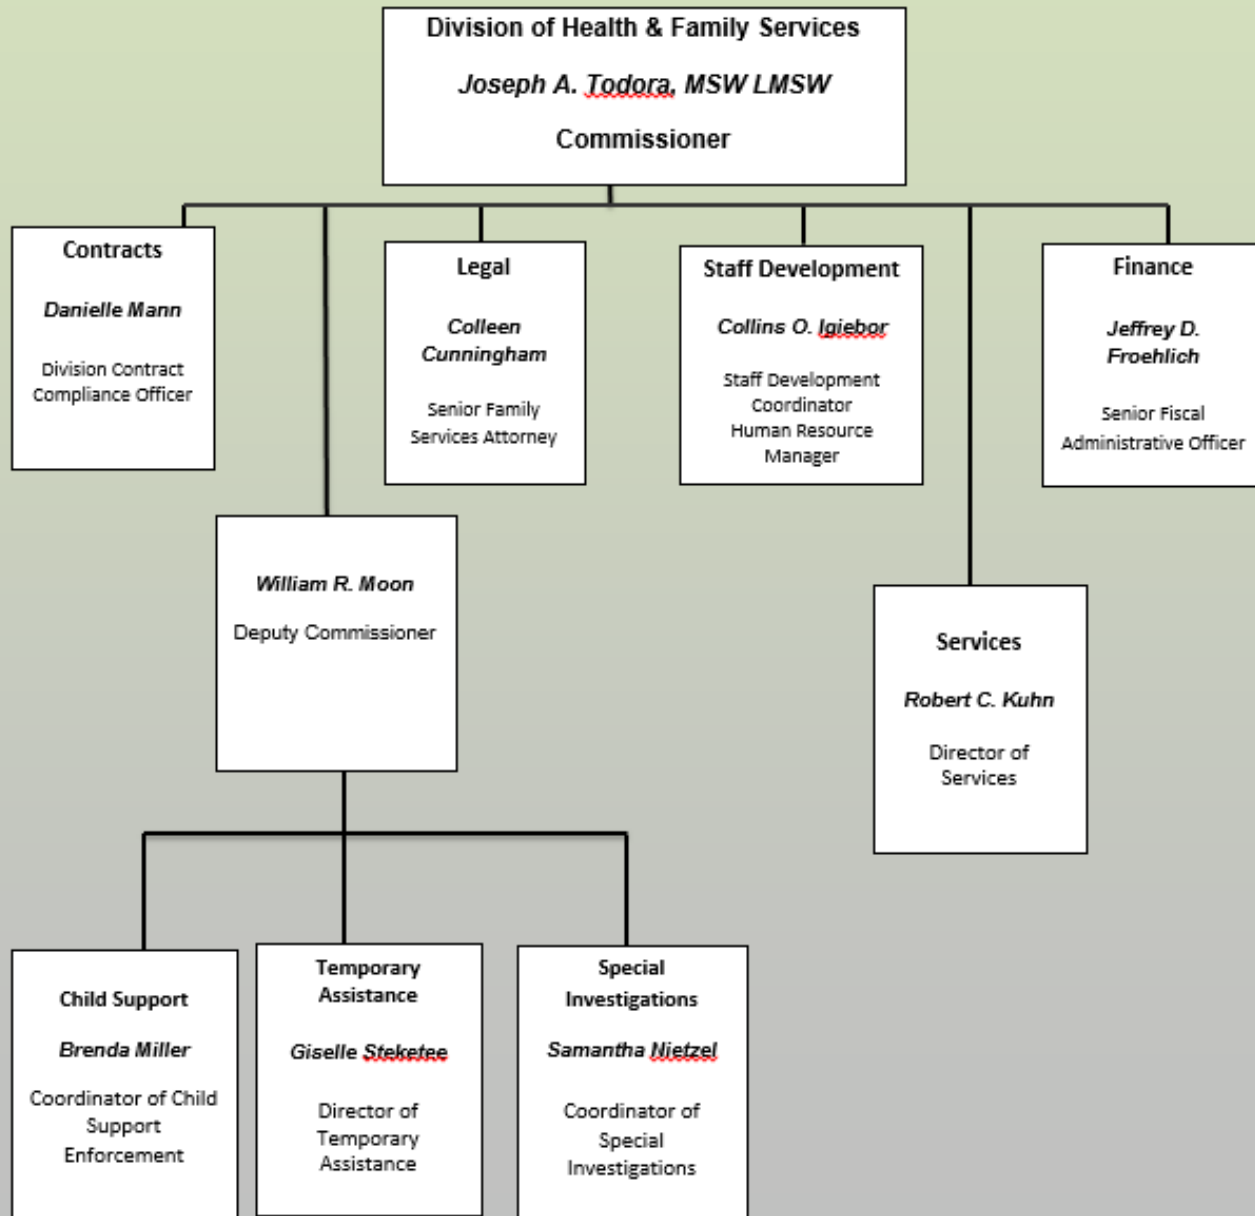 Division of Health & Family Services
Joseph A. Todora, MSW LMSW
Commissioner
Contracts
Danielle Mann
Division Contract
Compliance Officer
Legal
Colleen
Cunningham
Senior Family
Services Attorney
Staff Development
Collins O. Igiebor
Staff Development
Coordinator
Human Resource
Manager
Finance
Jeffrey D.
Froehlich
Senior Fiscal
Administrative Officer
William R. Moon
Deputy Commissioner
Services
Robert C. Kuhn
Director of
Services
Child Support
Brenda Miller
Coordinator of Child
Support
Enforcement
Temporary
Assistance
Giselle Steketee
Director of
Temporary
Assistance
Special
Investigations
Samantha Nietzel
Coordinator of
Special
Investigations